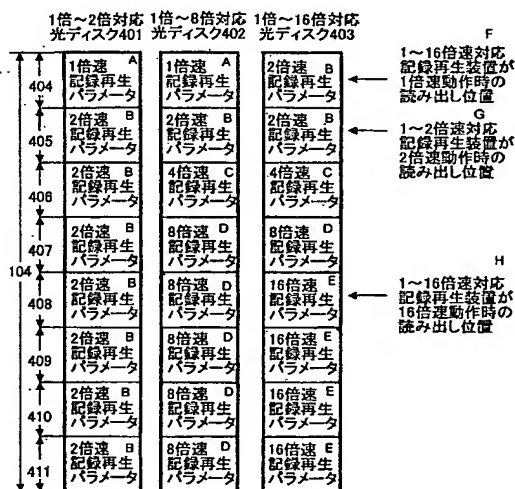 1倍～2倍対応 1倍～8倍対応 1倍～16倍対応
光ディスク401 光ディスク402 光ディスク403
104
404
1倍速 A
記録再生
パラメータ
1倍速 A
記録再生
パラメータ
2倍速 B
記録再生
パラメータ
405
2倍速 B
記録再生
パラメータ
2倍速 B
記録再生
パラメータ
2倍速 B
記録再生
パラメータ
406
2倍速 B
記録再生
パラメータ
4倍速 C
記録再生
パラメータ
4倍速 C
記録再生
パラメータ
407
2倍速 B
記録再生
パラメータ
8倍速 D
記録再生
パラメータ
8倍速 D
記録再生
パラメータ
408
2倍速 B
記録再生
パラメータ
8倍速 D
記録再生
パラメータ
16倍速 E
記録再生
パラメータ
409
2倍速 B
記録再生
パラメータ
8倍速 D
記録再生
パラメータ
16倍速 E
記録再生
パラメータ
410
2倍速 B
記録再生
パラメータ
8倍速 D
記録再生
パラメータ
16倍速 E
記録再生
パラメータ
411
2倍速 B
記録再生
パラメータ
8倍速 D
記録再生
パラメータ
16倍速 E
記録再生
パラメータ
F
1～16倍速対応
記録再生装置が
1倍速動作時の
読み出し位置
G
1～2倍速対応
記録再生装置が
2倍速動作時の
読み出し位置
H
1～16倍速対応
記録再生装置が
16倍速動作時の
読み出し位置